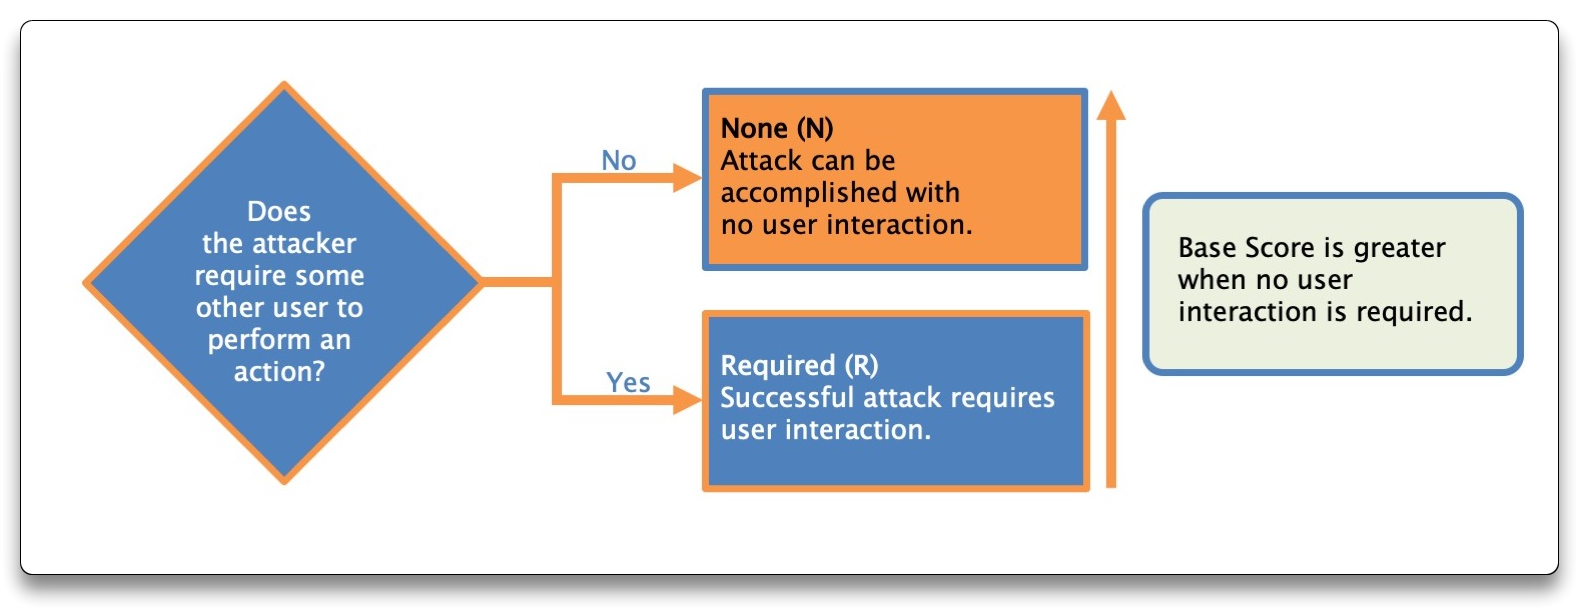 Does
the attacker
require some
other user to
perform an
action?
No
None (N)
Attack can be
accomplished with
no user interaction.
Yes
Required (R)
Successful attack requires
user interaction.
Base Score is greater
when no user
interaction is required.